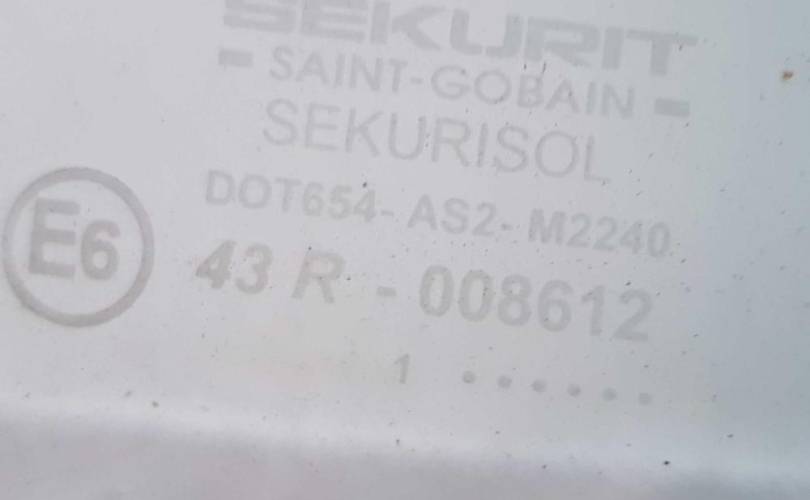 SEKURIT
- SAINT-GOBAIN -
SEKURISOL
DOT654- AS2- M2240
E6
43 R - 008612
1 ••••••